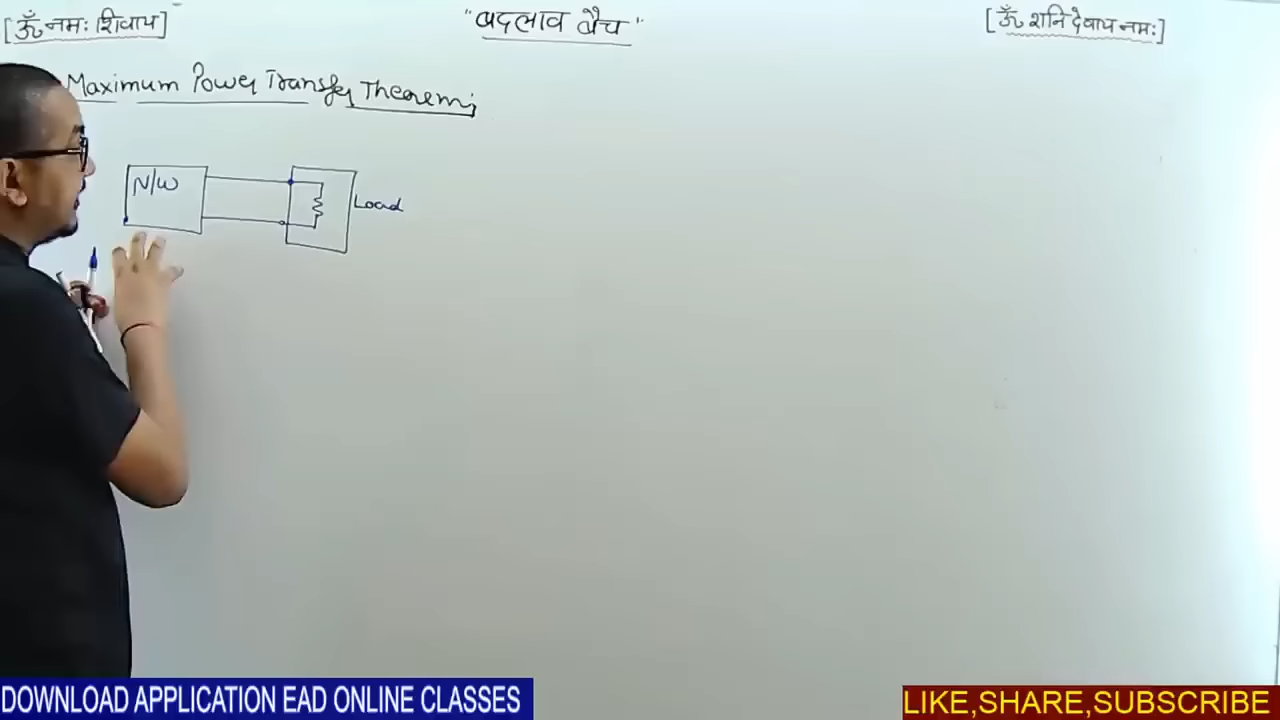 [ॐ नमः शिवाय]
"बदलाव बैच"
[ॐ शनि देवाय नमः]
Maximum Power Transfer Theorem:
N/W
Load
DOWNLOAD APPLICATION EAD ONLINE CLASSES
LIKE,SHARE,SUBSCRIBE